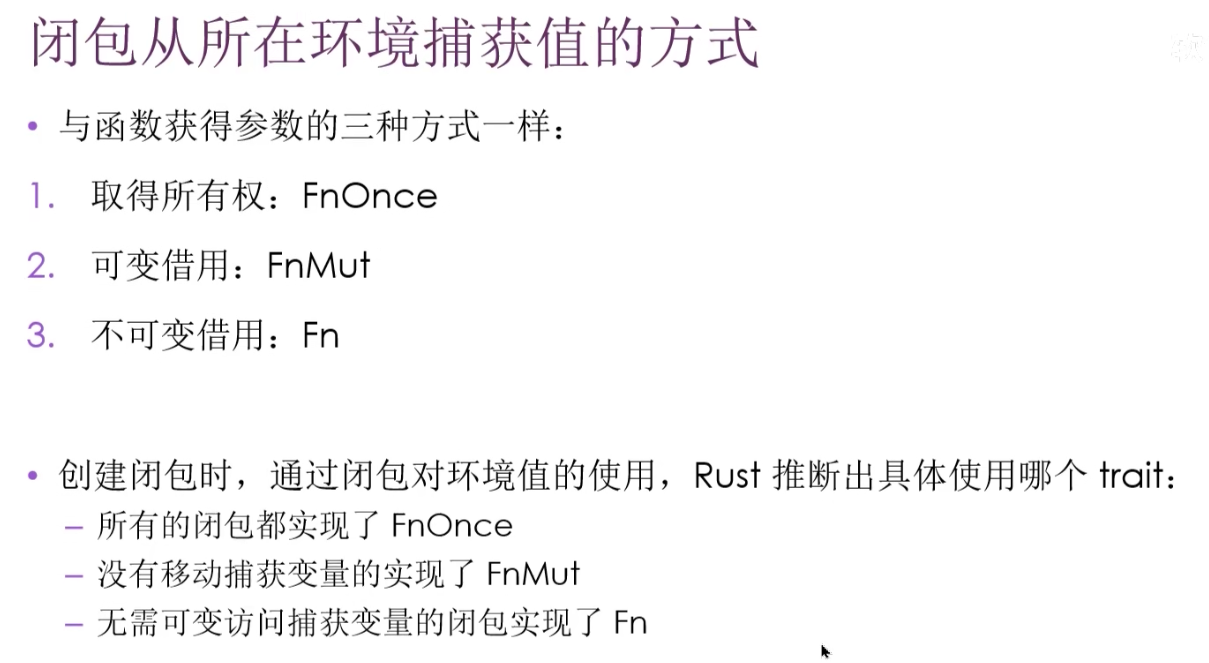 闭包从所在环境捕获值的方式
• 与函数获得参数的三种方式一样：
1. 取得所有权：FnOnce
2. 可变借用：FnMut
3. 不可变借用：Fn
• 创建闭包时，通过闭包对环境值的使用，Rust 推断出具体使用哪个 trait：
– 所有的闭包都实现了 FnOnce
– 没有移动捕获变量的实现了 FnMut
– 无需可变访问捕获变量的闭包实现了 Fn